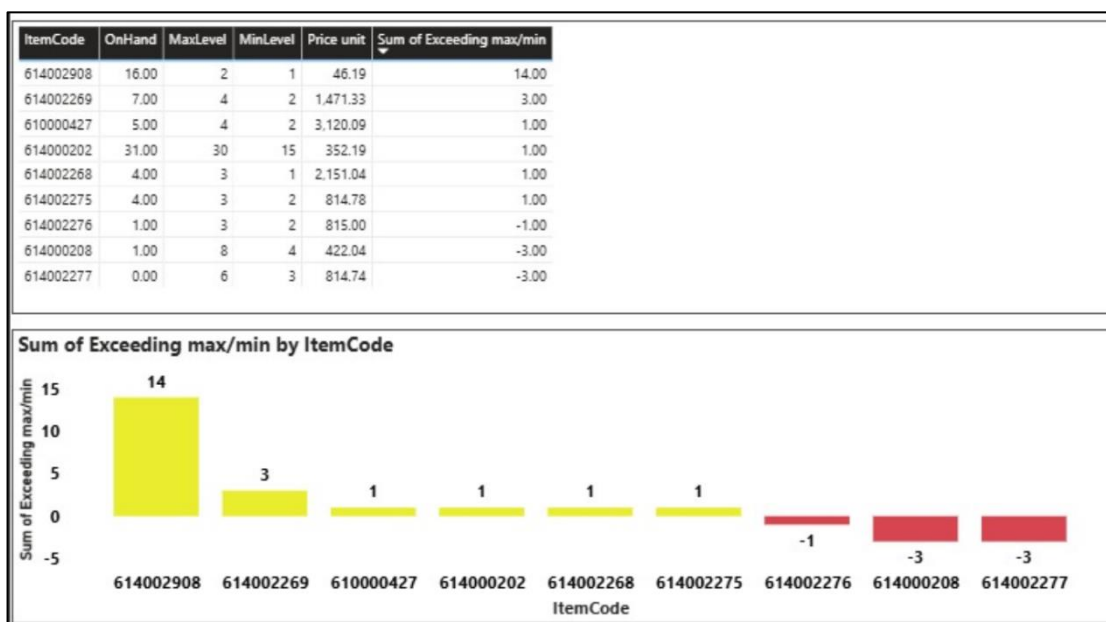 ItemCode OnHand MaxLevel MinLevel Price unit Sum of Exceeding max/min
614002908 16.00 2 1 46.19 14.00
614002269 7.00 4 2 1,471.33 3.00
610000427 5.00 4 2 3,120.09 1.00
614000202 31.00 30 15 352.19 1.00
614002268 4.00 3 1 2,151.04 1.00
614002275 4.00 3 2 814.78 1.00
614002276 1.00 3 2 815.00 -1.00
614000208 1.00 8 4 422.04 -3.00
614002277 0.00 6 3 814.74 -3.00
Sum of Exceeding max/min by ItemCode
Sum of Exceeding max/min
15
10
5
0
-5
14
3
1
1
1
1
-1
-3
-3
614002908 614002269 610000427 614000202 614002268 614002275 614002276 614000208 614002277
ItemCode